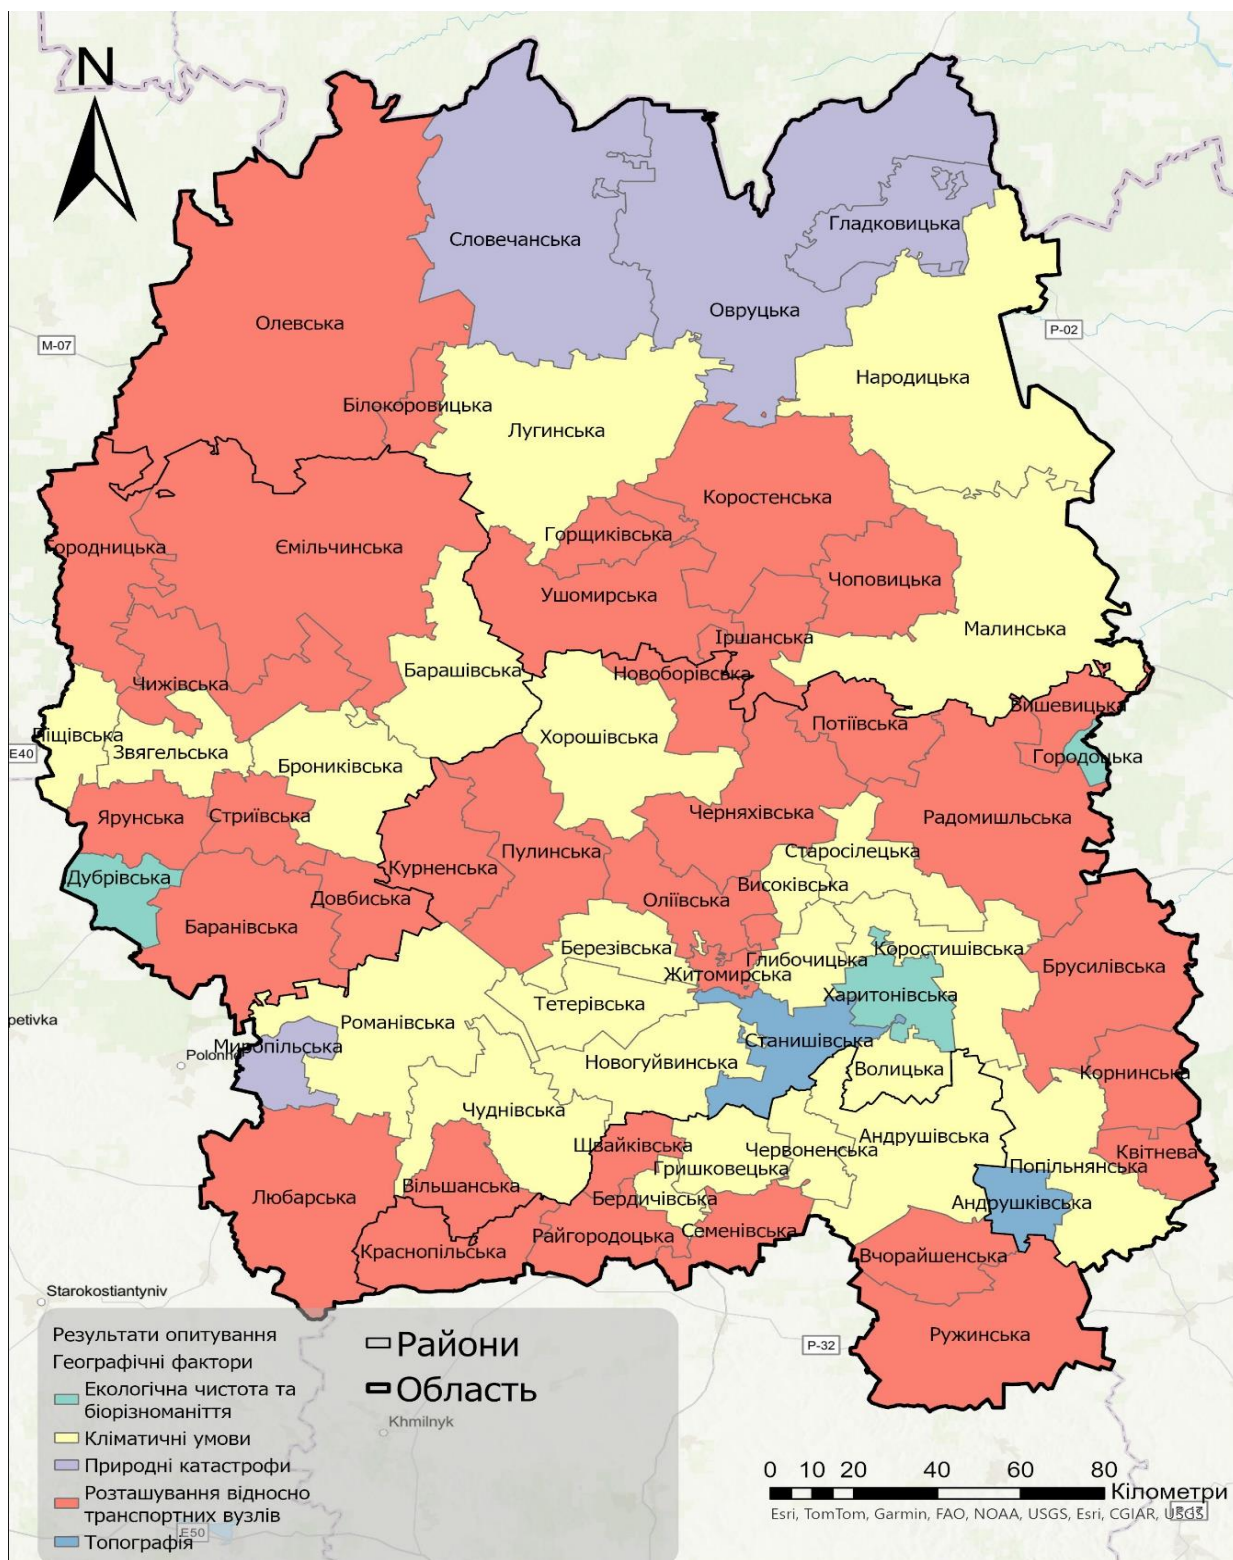 N
Словечанська
Гладковицька
Овруцька
Олевська
М-07
Р-02
Народицька
Білокоровицька
Лугинська
Коростенська
Горщиківська
Городницька
Ємільчинська
Чоповицька
Ушомирська
Малинська
Іршанська
Барашівська
Новоборівська
Чижівська
Вишевицька
Потіївська
Піщівська
Звягельська
Хорошівська
Городоцька
E40
Брониківська
Ярунська
Стриївська
Черняхівська
Радомишльська
Пулинська
Старосілецька
Дубрівська
Курненська
Високівська
Довбиська
Оліївська
Баранівська
Березівська
Коростишівська
Глибочицька
Брусилівська
Житомирська
Харитонівська
Тетерівська
petivka
Романівська
Миропільська
Станишівська
Polonne
Новогуйвинська
Волицька
Корнинська
Чуднівська
Андрушівська
Швайківська
Червоненська
Квітнева
Гришковецька
Попільнянська
Любарська
Вільшанська
Бердичівська
Андрушківська
Семенівська
Райгородоцька
Краснопільська
Вчорайшенська
Starokostiantyniv
Ружинська
Р-32
Результати опитування
Географічні фактори
Екологічна чистота та
біорізноманіття
Кліматичні умови
Природні катастрофи
Розташування відносно
транспортних вузлів
Топографія
Райони
Область
Khmilnyk
E50
0 10 20 40 60 80
Кілометри
Esri, TomTom, Garmin, FAO, NOAA, USGS, Esri, CGIAR, USGS